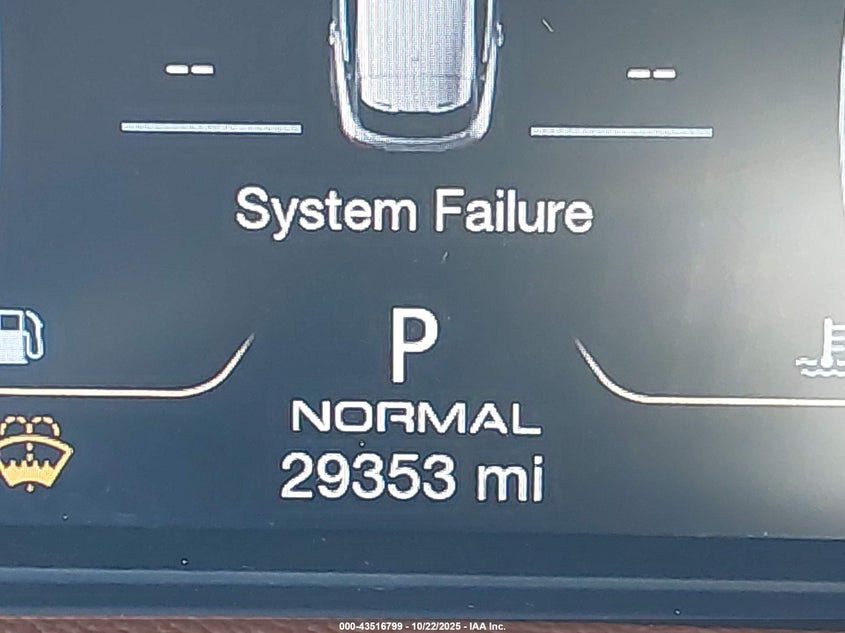 -- --
System Failure
P
NORMAL
29353 mi
000-43516799 - 10/22/2025 - IAA Inc.